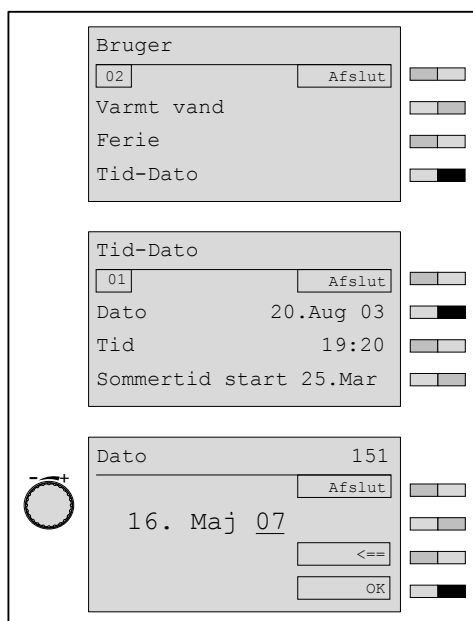 Bruger
02 Afslut
Varmt vand
Ferie
Tid-Dato
Tid-Dato
01 Afslut
Dato 20.Aug 03
Tid 19:20
Sommertid start 25.Mar
Dato 151
Afslut
- +
16. Maj 07
<==
OK